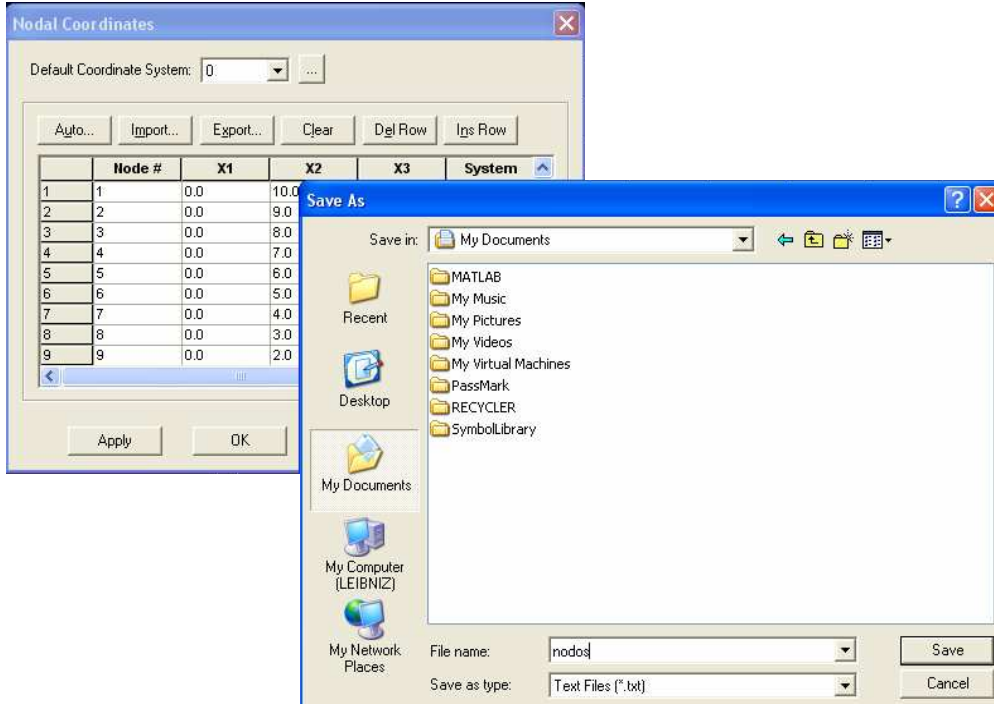 Nodal Coordinates
Default Coordinate System: 0 ...
Auto... Import... Export... Clear Del Row Ins Row
Node # X1 X2 X3 System
1 1 0.0 10.0
2 2 0.0 9.0
3 3 0.0 8.0
4 4 0.0 7.0
5 5 0.0 6.0
6 6 0.0 5.0
7 7 0.0 4.0
8 8 0.0 3.0
9 9 0.0 2.0
Apply OK
Save As
Save in: My Documents
Recent
Desktop
My Documents
My Computer
(LEIBNIZ)
My Network
Places
MATLAB
My Music
My Pictures
My Videos
My Virtual Machines
PassMark
RECYCLER
SymbolLibrary
File name: nodos Save
Save as type: Text Files (*.txt) Cancel